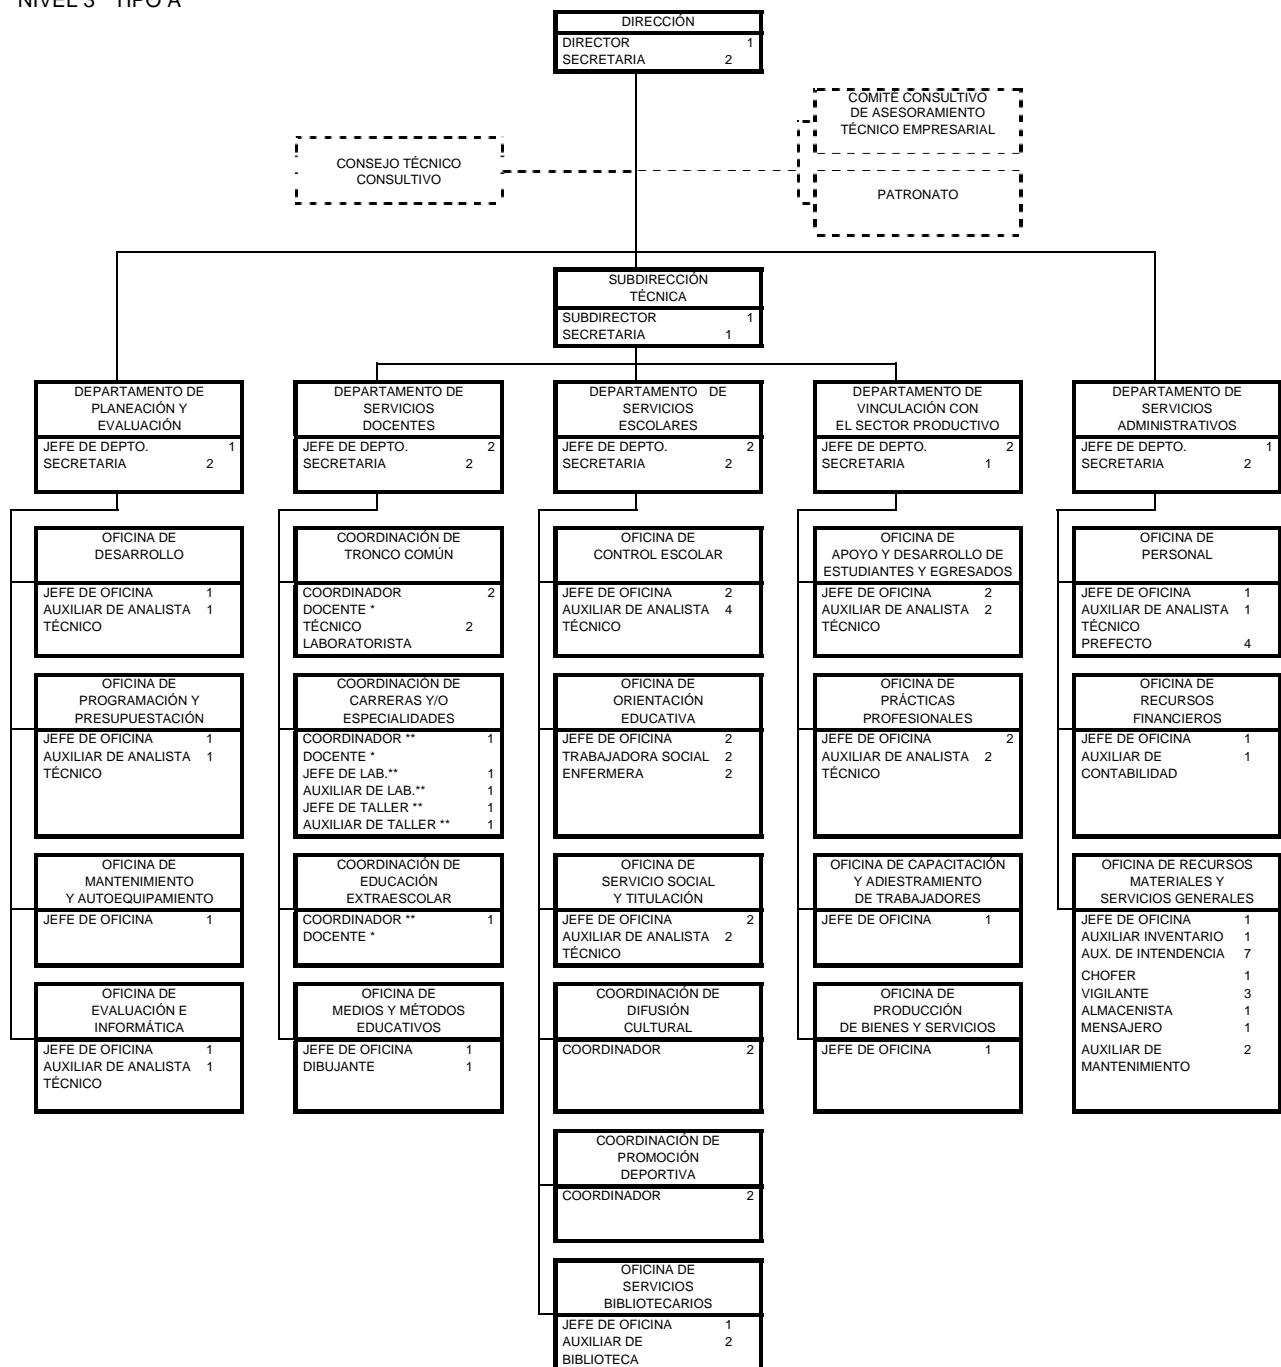 NIVEL 3 TIPO A
DIRECCIÓN
DIRECTOR 1
SECRETARIA 2
COMITÉ CONSULTIVO
DE ASESORAMIENTO
TÉCNICO EMPRESARIAL
CONSEJO TÉCNICO
CONSULTIVO
PATRONATO
SUBDIRECCIÓN
TÉCNICA
SUBDIRECTOR 1
SECRETARIA 1
DEPARTAMENTO DE
PLANEACIÓN Y
EVALUACIÓN
JEFE DE DEPTO. 1
SECRETARIA 2
OFICINA DE
DESARROLLO
JEFE DE OFICINA 1
AUXILIAR DE ANALISTA 1
TÉCNICO
OFICINA DE
PROGRAMACIÓN Y
PRESUPUESTACIÓN
JEFE DE OFICINA 1
AUXILIAR DE ANALISTA 1
TÉCNICO
OFICINA DE
MANTENIMIENTO
Y AUTOEQUIPAMIENTO
JEFE DE OFICINA 1
OFICINA DE
EVALUACIÓN E
INFORMÁTICA
JEFE DE OFICINA 1
AUXILIAR DE ANALISTA 1
TÉCNICO
DEPARTAMENTO DE
SERVICIOS
DOCENTES
JEFE DE DEPTO. 2
SECRETARIA 2
COORDINACIÓN DE
TRONCO COMÚN
COORDINADOR 2
DOCENTE *
TÉCNICO 2
LABORATORISTA
COORDINACIÓN DE
CARRERAS Y/O
ESPECIALIDADES
COORDINADOR ** 1
DOCENTE *
JEFE DE LAB.** 1
AUXILIAR DE LAB.** 1
JEFE DE TALLER ** 1
AUXILIAR DE TALLER ** 1
COORDINACIÓN DE
EDUCACIÓN
EXTRAESCOLAR
COORDINADOR ** 1
DOCENTE *
OFICINA DE
MEDIOS Y MÉTODOS
EDUCATIVOS
JEFE DE OFICINA 1
DIBUJANTE 1
DEPARTAMENTO DE
SERVICIOS
ESCOLARES
JEFE DE DEPTO. 2
SECRETARIA 2
OFICINA DE
CONTROL ESCOLAR
JEFE DE OFICINA 2
AUXILIAR DE ANALISTA 4
TÉCNICO
OFICINA DE
ORIENTACIÓN
EDUCATIVA
JEFE DE OFICINA 2
TRABAJADORA SOCIAL 2
ENFERMERA 2
OFICINA DE
SERVICIO SOCIAL
Y TITULACIÓN
JEFE DE OFICINA 2
AUXILIAR DE ANALISTA 2
TÉCNICO
COORDINACIÓN DE
DIFUSIÓN
CULTURAL
COORDINADOR 2
COORDINACIÓN DE
PROMOCIÓN
DEPORTIVA
COORDINADOR 2
OFICINA DE
SERVICIOS
BIBLIOTECARIOS
JEFE DE OFICINA 1
AUXILIAR DE 2
BIBLIOTECA
DEPARTAMENTO DE
VINCULACIÓN CON
EL SECTOR PRODUCTIVO
JEFE DE DEPTO. 2
SECRETARIA 1
OFICINA DE
APOYO Y DESARROLLO DE
ESTUDIANTES Y EGRESADOS
JEFE DE OFICINA 2
AUXILIAR DE ANALISTA 2
TÉCNICO
OFICINA DE
PRÁCTICAS
PROFESIONALES
JEFE DE OFICINA 2
AUXILIAR DE ANALISTA 2
TÉCNICO
OFICINA DE CAPACITACIÓN
Y ADIESTRAMIENTO
DE TRABAJADORES
JEFE DE OFICINA 1
OFICINA DE
PRODUCCIÓN
DE BIENES Y SERVICIOS
JEFE DE OFICINA 1
DEPARTAMENTO DE
SERVICIOS
ADMINISTRATIVOS
JEFE DE DEPTO. 1
SECRETARIA 2
OFICINA DE
PERSONAL
JEFE DE OFICINA 1
AUXILIAR DE ANALISTA 1
TÉCNICO
PREFECTO 4
OFICINA DE
RECURSOS
FINANCIEROS
JEFE DE OFICINA 1
AUXILIAR DE 1
CONTABILIDAD
OFICINA DE RECURSOS
MATERIALES Y
SERVICIOS GENERALES
JEFE DE OFICINA 1
AUXILIAR INVENTARIO 1
AUX. DE INTENDENCIA 7
CHOFER 1
VIGILANTE 3
ALMACENISTA 1
MENSAJERO 1
AUXILIAR DE 2
MANTENIMIENTO